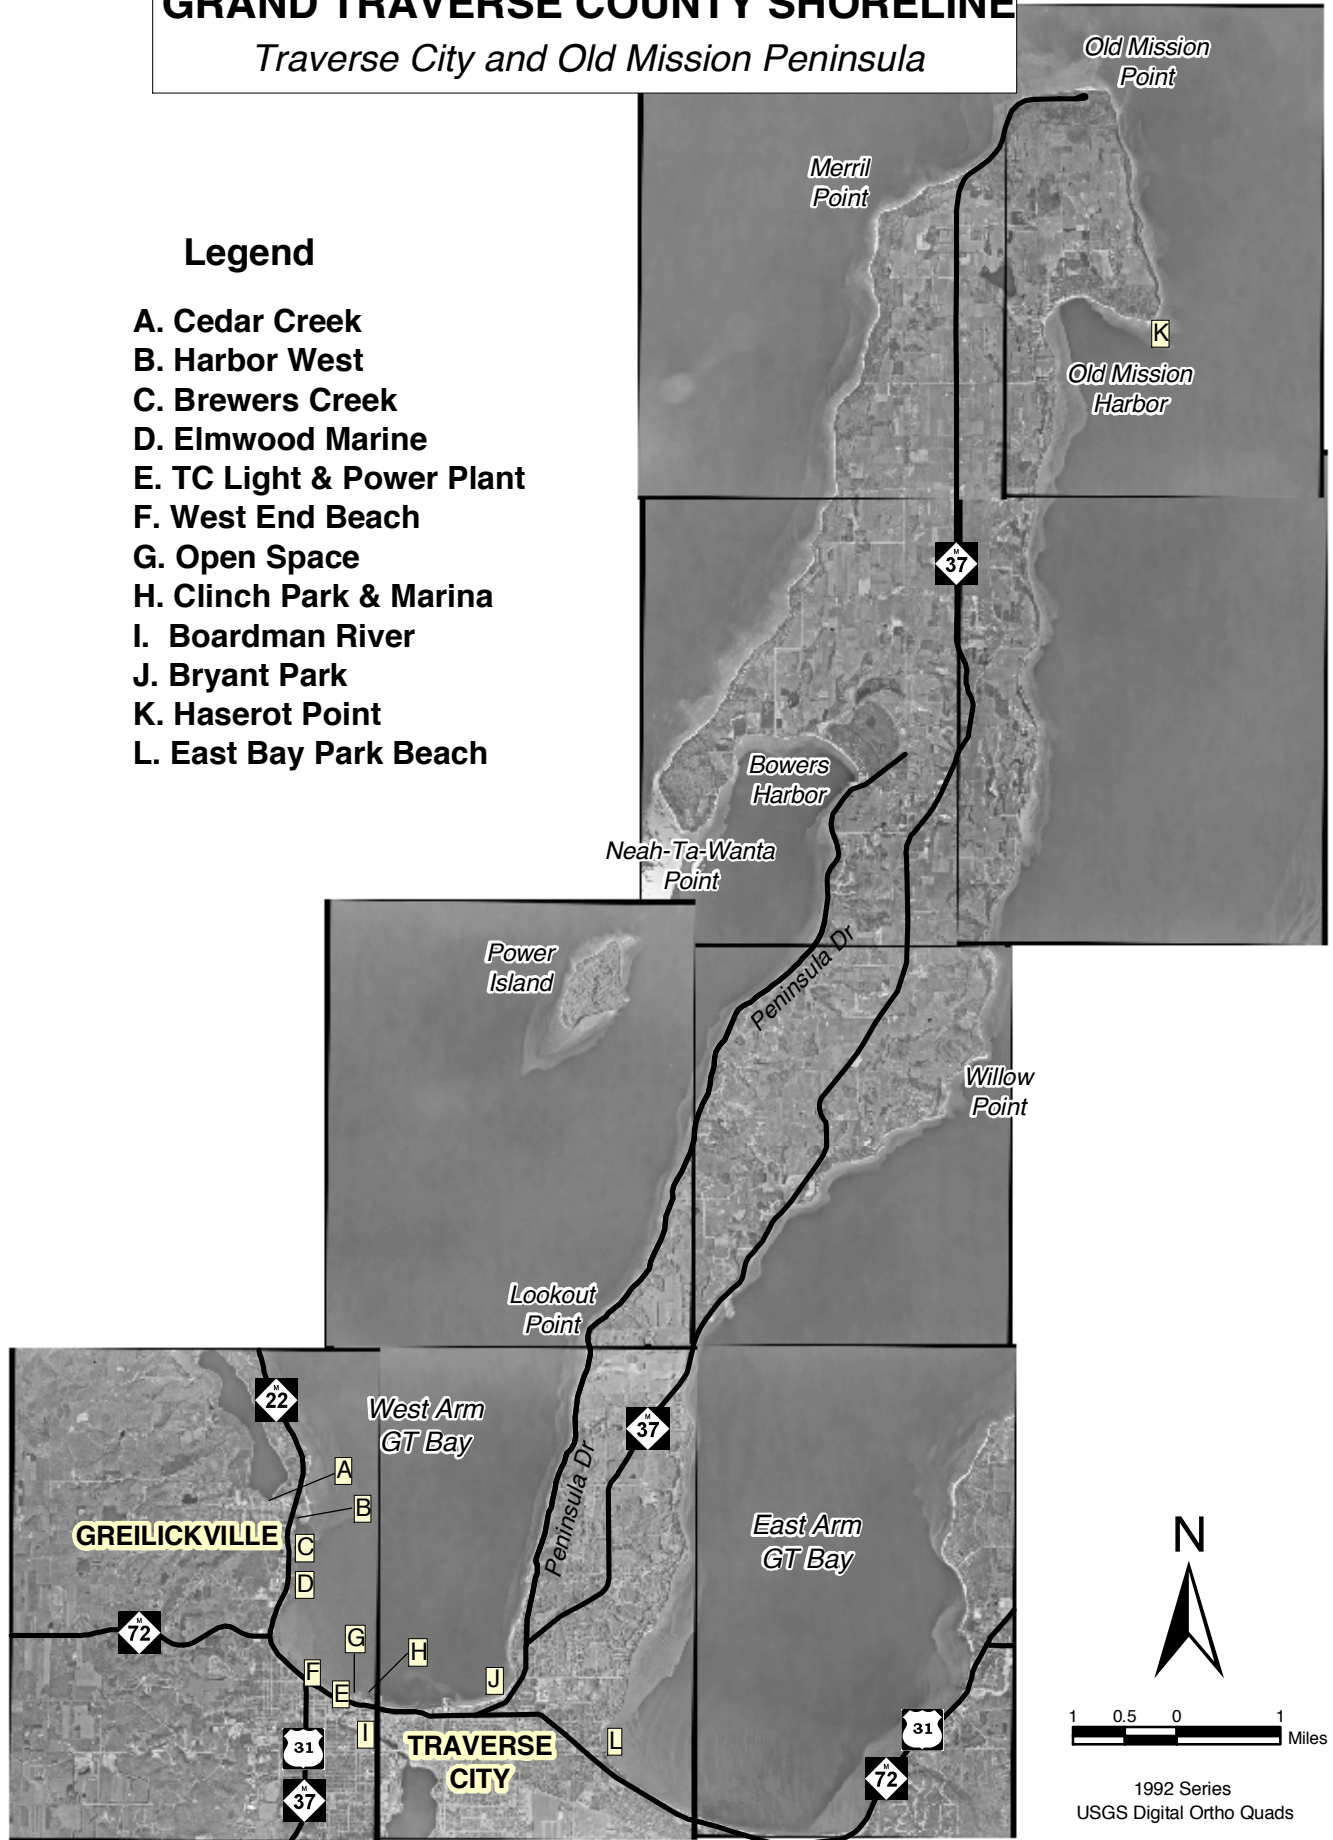 GRAND TRAVERSE COUNTY SHORELINE
Traverse City and Old Mission Peninsula
Old Mission
Point
Merril
Point
Legend
A. Cedar Creek
B. Harbor West
C. Brewers Creek
D. Elmwood Marine
E. TC Light & Power Plant
F. West End Beach
G. Open Space
H. Clinch Park & Marina
I. Boardman River
J. Bryant Park
K. Haserot Point
L. East Bay Park Beach
K
Old Mission
Harbor
M
37
Bowers
Harbor
Neah-Ta-Wanta
Point
Power
Island
Peninsula Dr
Willow
Point
Lookout
Point
M
22
West Arm
GT Bay
M
37
Peninsula Dr
A
B
GREILICKVILLE
C
D
East Arm
GT Bay
N
M
72
G
H
F
J
E
I
31
M
37
TRAVERSE
CITY
L
31
M
72
1 0.5 0 1
Miles
1992 Series
USGS Digital Ortho Quads